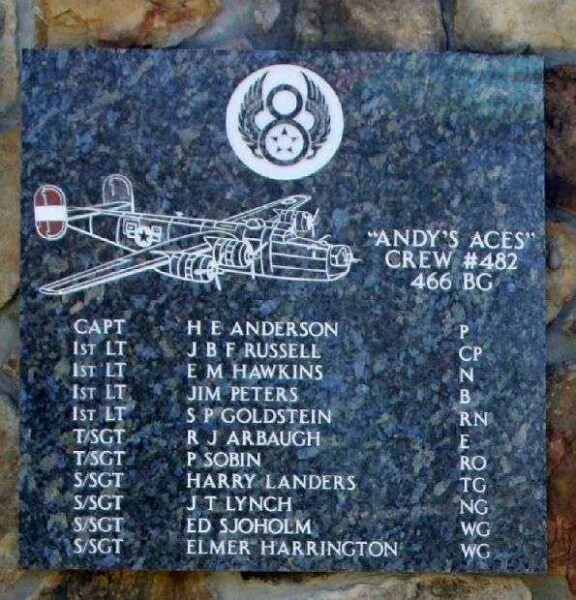 8
"ANDY'S ACES"
CREW #482
466 BG
CAPT H E ANDERSON P
1ST LT J B F RUSSELL CP
1ST LT E M HAWKINS N
1ST LT JIM PETERS B
1ST LT S P GOLDSTEIN RN
T/SGT R J ARBAUGH E
T/SGT P SOBIN RO
S/SGT HARRY LANDERS TG
S/SGT J T LYNCH NG
S/SGT ED SJOHOLM WG
S/SGT ELMER HARRINGTON WG